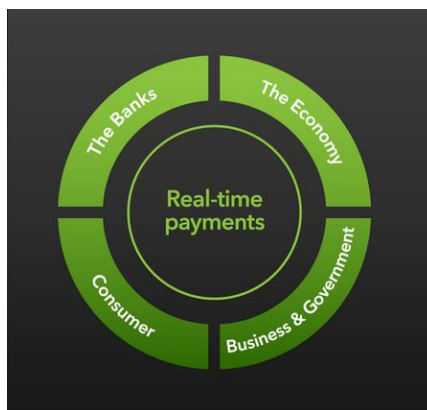 The Banks
The Economy
Real-time
payments
Consumer
Business & Government